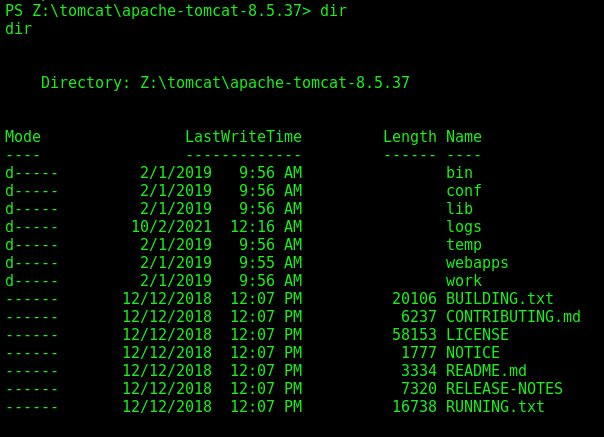 PS Z:\tomcat\apache-tomcat-8.5.37> dir
dir
Directory: Z:\tomcat\apache-tomcat-8.5.37
Mode                LastWriteTime         Length Name
----                -------------         ------ ----
d-----         2/1/2019   9:56 AM                bin
d-----         2/1/2019   9:56 AM                conf
d-----         2/1/2019   9:56 AM                lib
d-----        10/2/2021  12:16 AM                logs
d-----         2/1/2019   9:56 AM                temp
d-----         2/1/2019   9:55 AM                webapps
d-----         2/1/2019   9:56 AM                work
------       12/12/2018  12:07 PM          20106 BUILDING.txt
------       12/12/2018  12:07 PM           6237 CONTRIBUTING.md
------       12/12/2018  12:07 PM          58153 LICENSE
------       12/12/2018  12:07 PM           1777 NOTICE
------       12/12/2018  12:07 PM           3334 README.md
------       12/12/2018  12:07 PM           7320 RELEASE-NOTES
------       12/12/2018  12:07 PM          16738 RUNNING.txt